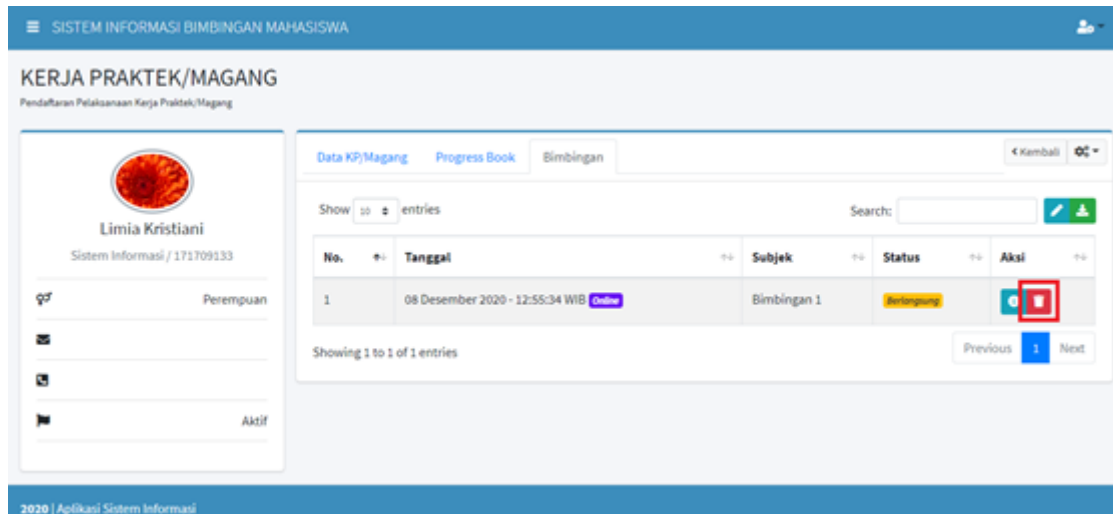 SISTEM INFORMASI BIMBINGAN MAHASISWA
KERJA PRAKTEK/MAGANG
Pendaftaran Pelaksanaan Kerja Praktek/Magang
Limia Kristiani
Sistem Informasi / 171709133
Perempuan
Aktif
Data KP/Magang Progress Book Bimbingan
Kembali
Show 10 entries Search:
No. Tanggal Subjek Status Aksi
1 08 Desember 2020 - 12:55:34 WIB Online Bimbingan 1 Berlangsung
Showing 1 to 1 of 1 entries Previous 1 Next
2020 | Aplikasi Sistem Informasi